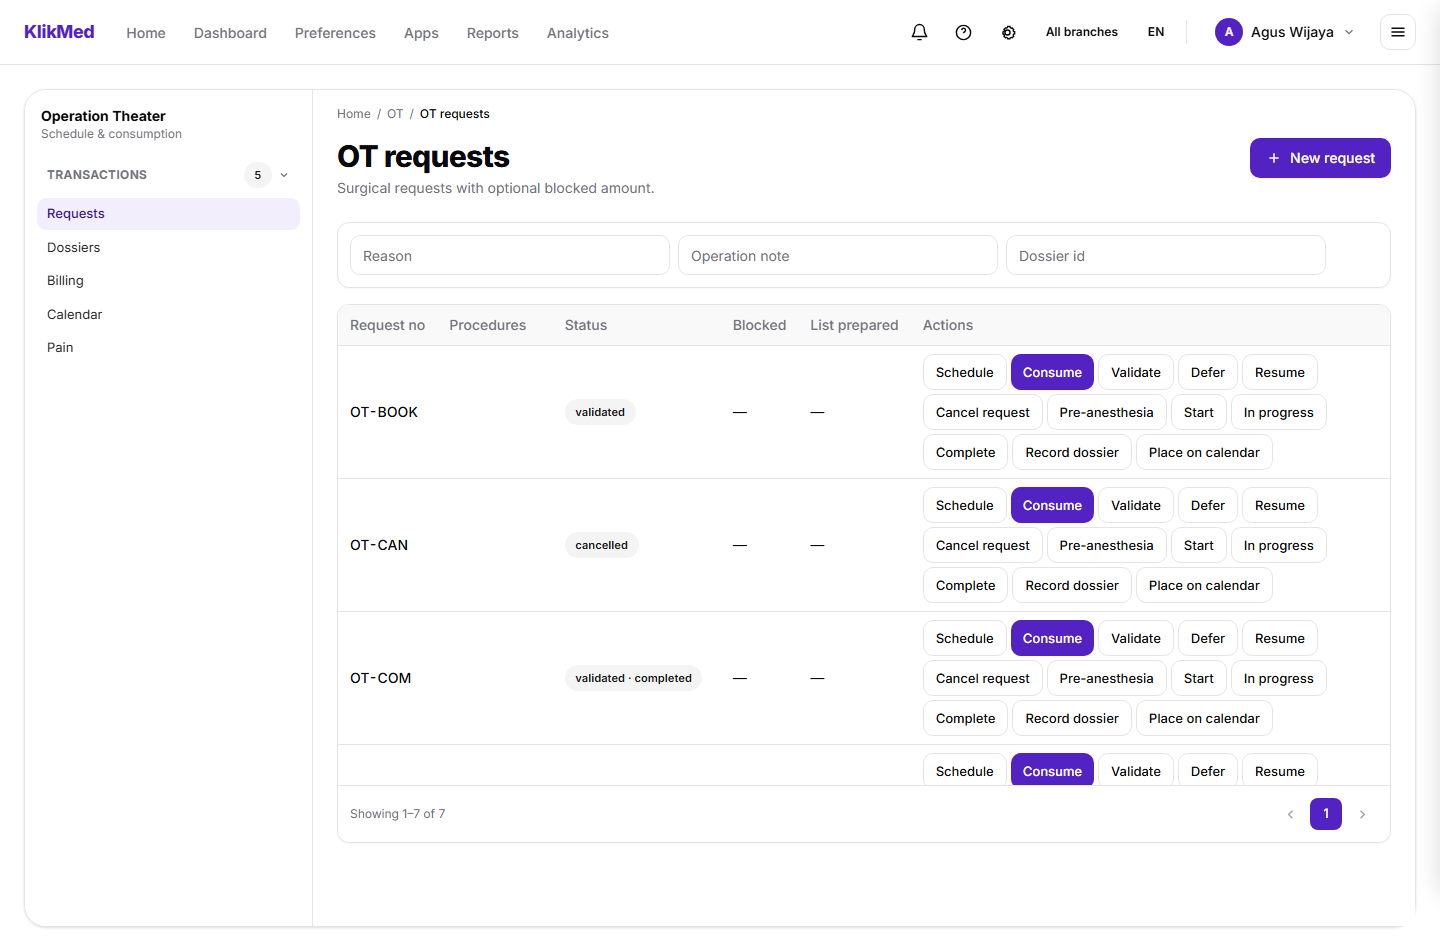 KlikMed Home Dashboard Preferences Apps Reports Analytics All branches EN A Agus Wijaya
Operation Theater
Schedule & consumption
TRANSACTIONS 5
Requests
Dossiers
Billing
Calendar
Pain
Home / OT / OT requests
OT requests
Surgical requests with optional blocked amount.
+ New request
Reason Operation note Dossier id
Request no Procedures Status Blocked List prepared Actions
OT-BOOK validated — —
Schedule Consume Validate Defer Resume
Cancel request Pre-anesthesia Start In progress
Complete Record dossier Place on calendar
OT-CAN cancelled — —
Schedule Consume Validate Defer Resume
Cancel request Pre-anesthesia Start In progress
Complete Record dossier Place on calendar
OT-COM validated · completed — —
Schedule Consume Validate Defer Resume
Cancel request Pre-anesthesia Start In progress
Complete Record dossier Place on calendar
Schedule Consume Validate Defer Resume
Showing 1–7 of 7 1